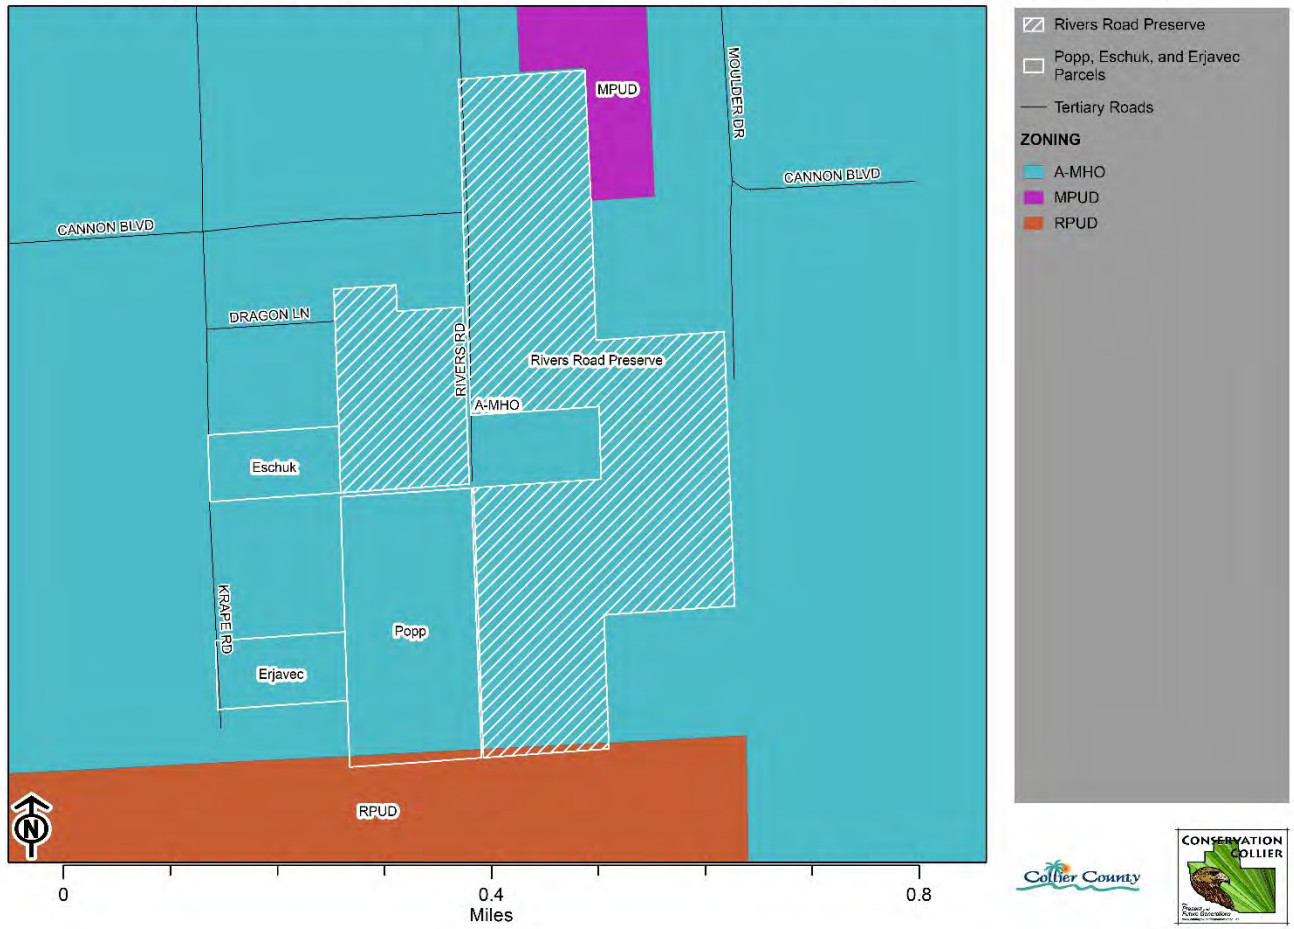 MPUD
MOULDER DR
CANNON BLVD
CANNON BLVD
DRAGON LN
RIVERS RD
Rivers Road Preserve
A-MHO
Eschuk
KRAPE RD
Popp
Erjavec
RPUD
N
0
0.4
0.8
Miles
Rivers Road Preserve
Popp, Eschuk, and Erjavec
Parcels
Tertiary Roads
ZONING
A-MHO
MPUD
RPUD
Collier County
CONSERVATION
COLLIER
Future Generations